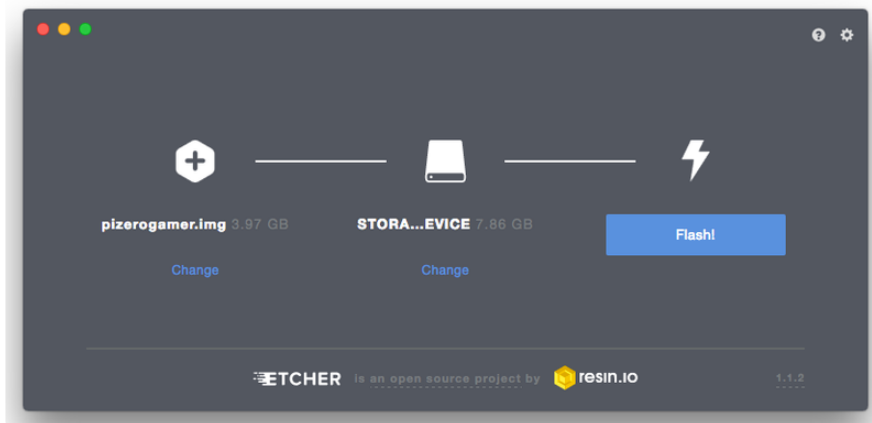 pizerogamer.img 3.97 GB
STORA...EVICE 7.86 GB
Flash!
Change
Change
ETCHER is an open source project by resin.io 1.1.2